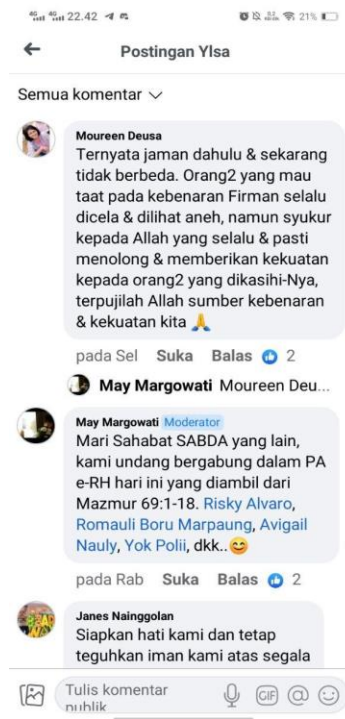 22.42
21%
Postingan Ylsa
Semua komentar
Moureen Deusa
Ternyata jaman dahulu & sekarang
tidak berbeda. Orang2 yang mau
taat pada kebenaran Firman selalu
dicela & dilihat aneh, namun syukur
kepada Allah yang selalu & pasti
menolong & memberikan kekuatan
kepada orang2 yang dikasihi-Nya,
terpujilah Allah sumber kebenaran
& kekuatan kita 🙏
pada Sel Suka Balas 2
May Margowati Moureen Deu...
May Margowati Moderator
Mari Sahabat SABDA yang lain,
kami undang bergabung dalam PA
e-RH hari ini yang diambil dari
Mazmur 69:1-18. Risky Alvaro,
Romauli Boru Marpaung, Avigail
Nauly, Yok Polii, dkk..😊
pada Rab Suka Balas 2
Janes Nainggolan
Siapkan hati kami dan tetap
teguhkan iman kami atas segala
Tulis komentar
publik
GIF